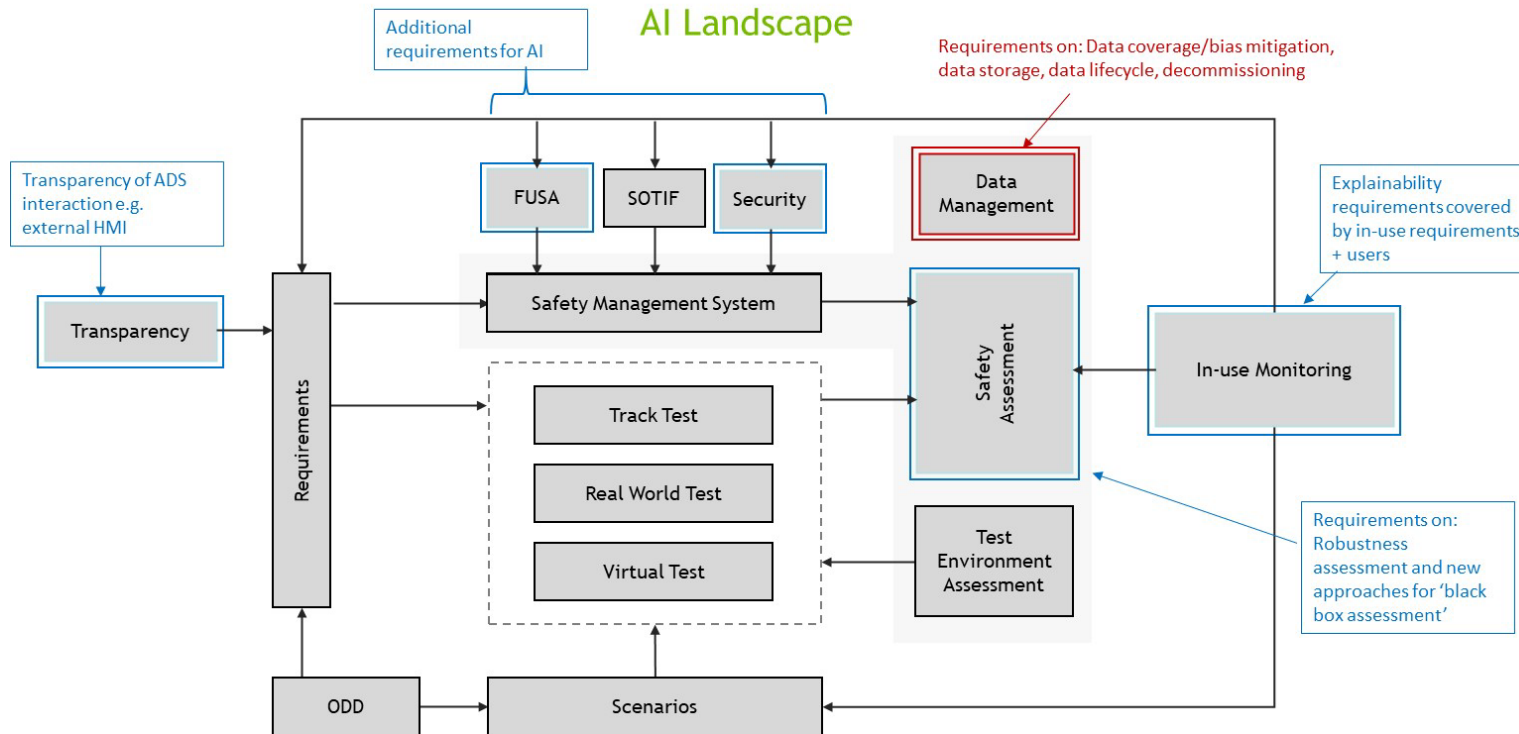 AI Landscape
Additional
requirements for AI
Requirements on: Data coverage/bias mitigation,
data storage, data lifecycle, decommissioning
Transparency of ADS
interaction e.g.
external HMI
FUSA
SOTIF
Security
Data
Management
Explainability
requirements covered
by in-use requirements
+ users
Transparency
Requirements
Safety Management System
Safety
Assessment
In-use Monitoring
Track Test
Real World Test
Virtual Test
Test
Environment
Assessment
Requirements on:
Robustness
assessment and new
approaches for ‘black
box assessment’
ODD
Scenarios